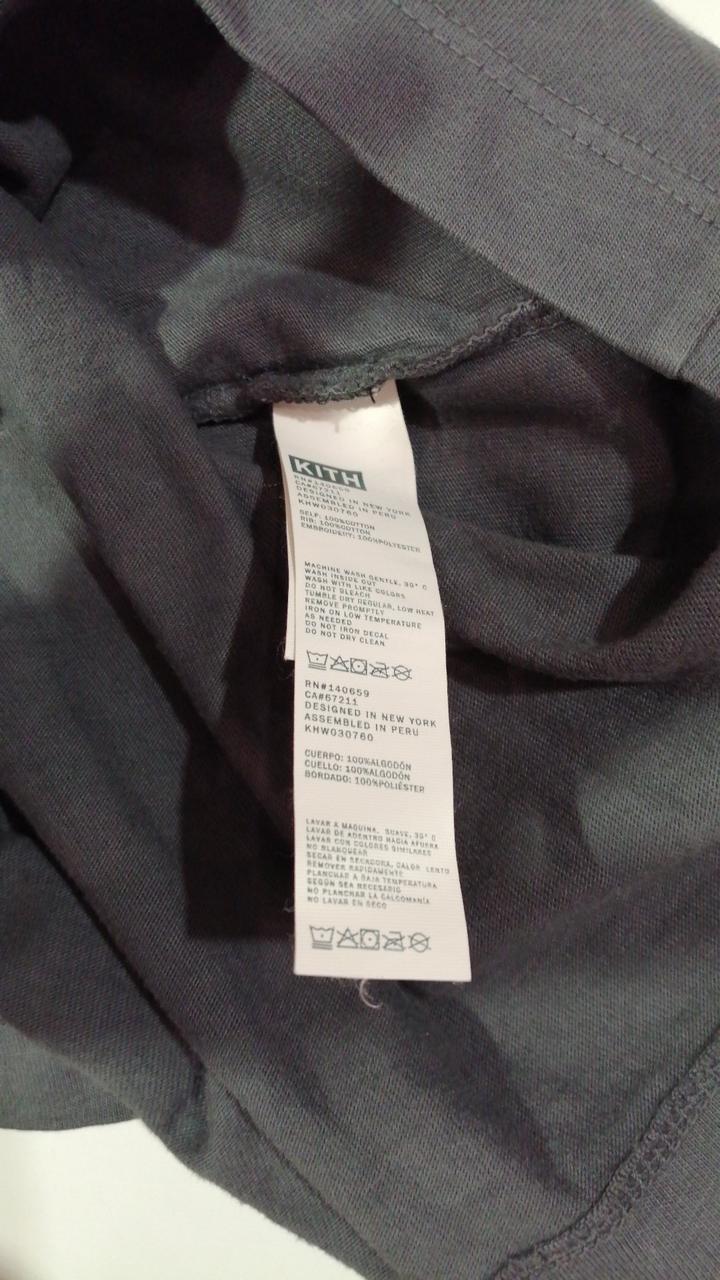 KITH
RN#140659
CA#67211
DESIGNED IN NEW YORK
ASSEMBLED IN PERU
KHW030760
SELF: 100%COTTON
RIB: 100%COTTON
EMBROIDERY: 100%POLYESTER
MACHINE WASH GENTLE, 30° C
WASH INSIDE OUT
WASH WITH LIKE COLORS
DO NOT BLEACH
TUMBLE DRY REGULAR, LOW HEAT
REMOVE PROMPTLY
IRON ON LOW TEMPERATURE
AS NEEDED
DO NOT IRON DECAL
DO NOT DRY CLEAN
RN#140659
CA#67211
DESIGNED IN NEW YORK
ASSEMBLED IN PERU
KHW030760
CUERPO: 100%ALGODÓN
CUELLO: 100%ALGODÓN
BORDADO: 100%POLIÉSTER
LAVAR A MAQUINA, SUAVE, 30° C
LAVAR DE ADENTRO HACIA AFUERA
LAVAR CON COLORES SIMILARES
NO BLANQUEAR
SECAR EN SECADORA, CALOR LENTO
REMOVER RAPIDAMENTE
PLANCHAR A BAJA TEMPERATURA
SEGÚN SEA NECESARIO
NO PLANCHAR LA CALCOMANÍA
NO LAVAR EN SECO